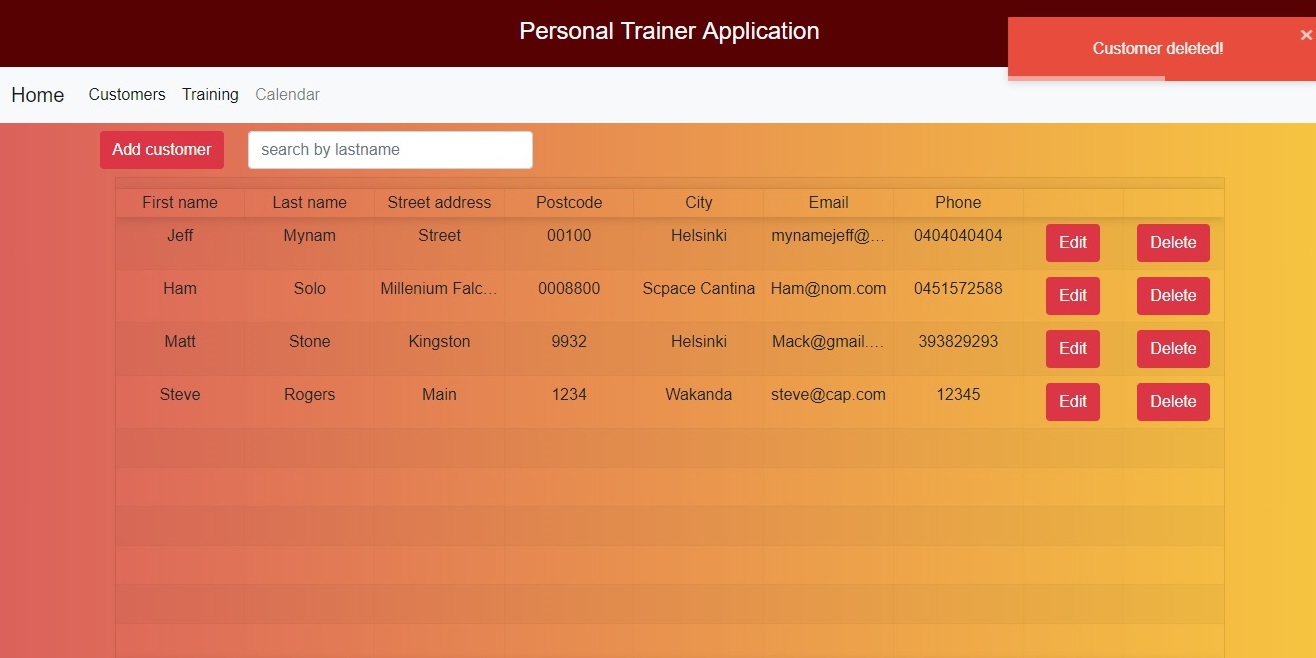 Personal Trainer Application
Customer deleted! ×
Home Customers Training Calendar
Add customer search by lastname
First name Last name Street address Postcode City Email Phone
Jeff Mynam Street 00100 Helsinki mynamejeff@... 0404040404 Edit Delete
Ham Solo Millenium Falc... 0008800 Scpace Cantina Ham@nom.com 0451572588 Edit Delete
Matt Stone Kingston 9932 Helsinki Mack@gmail.... 393829293 Edit Delete
Steve Rogers Main 1234 Wakanda steve@cap.com 12345 Edit Delete